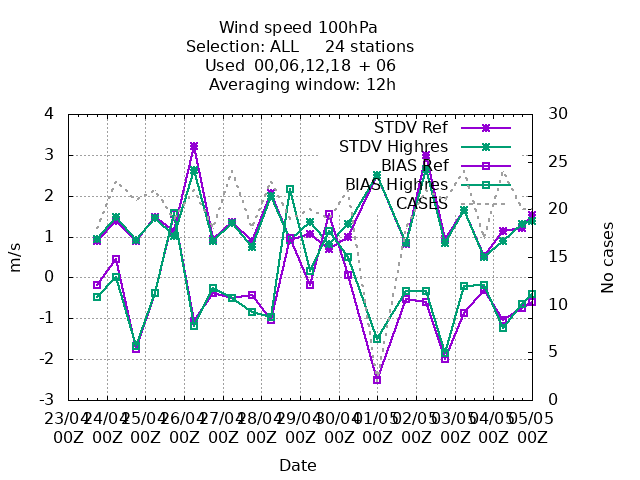 Wind speed 100hPa
Selection: ALL 24 stations
Used 00,06,12,18 + 06
Averaging window: 12h
STDV Ref
STDV Highres
BIAS Ref
BIAS Highres
CASES
4
3
2
1
0
-1
-2
-3
m/s
30
25
20
15
10
5
0
No cases
23/04 24/04 25/04 26/04 27/04 28/04 29/04 30/04 01/05 02/05 03/05 04/05 05/05
00Z 00Z 00Z 00Z 00Z 00Z 00Z 00Z 00Z 00Z 00Z 00Z 00Z
Date